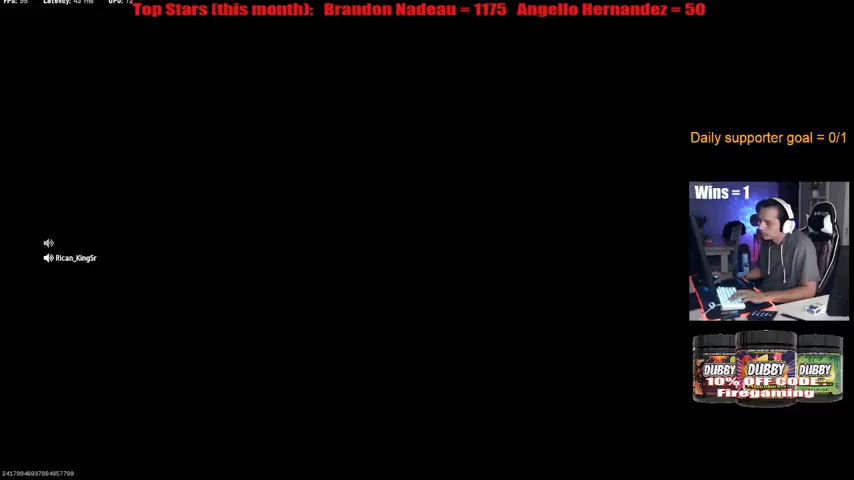 Top Stars (this month): Brandon Nadeau = 1175 Angello Hernandez = 50
Daily supporter goal = 0/1
Wins = 1
Rican_KingSr
DUBBY DUBBY DUBBY
10% OFF CODE :
Firegaming